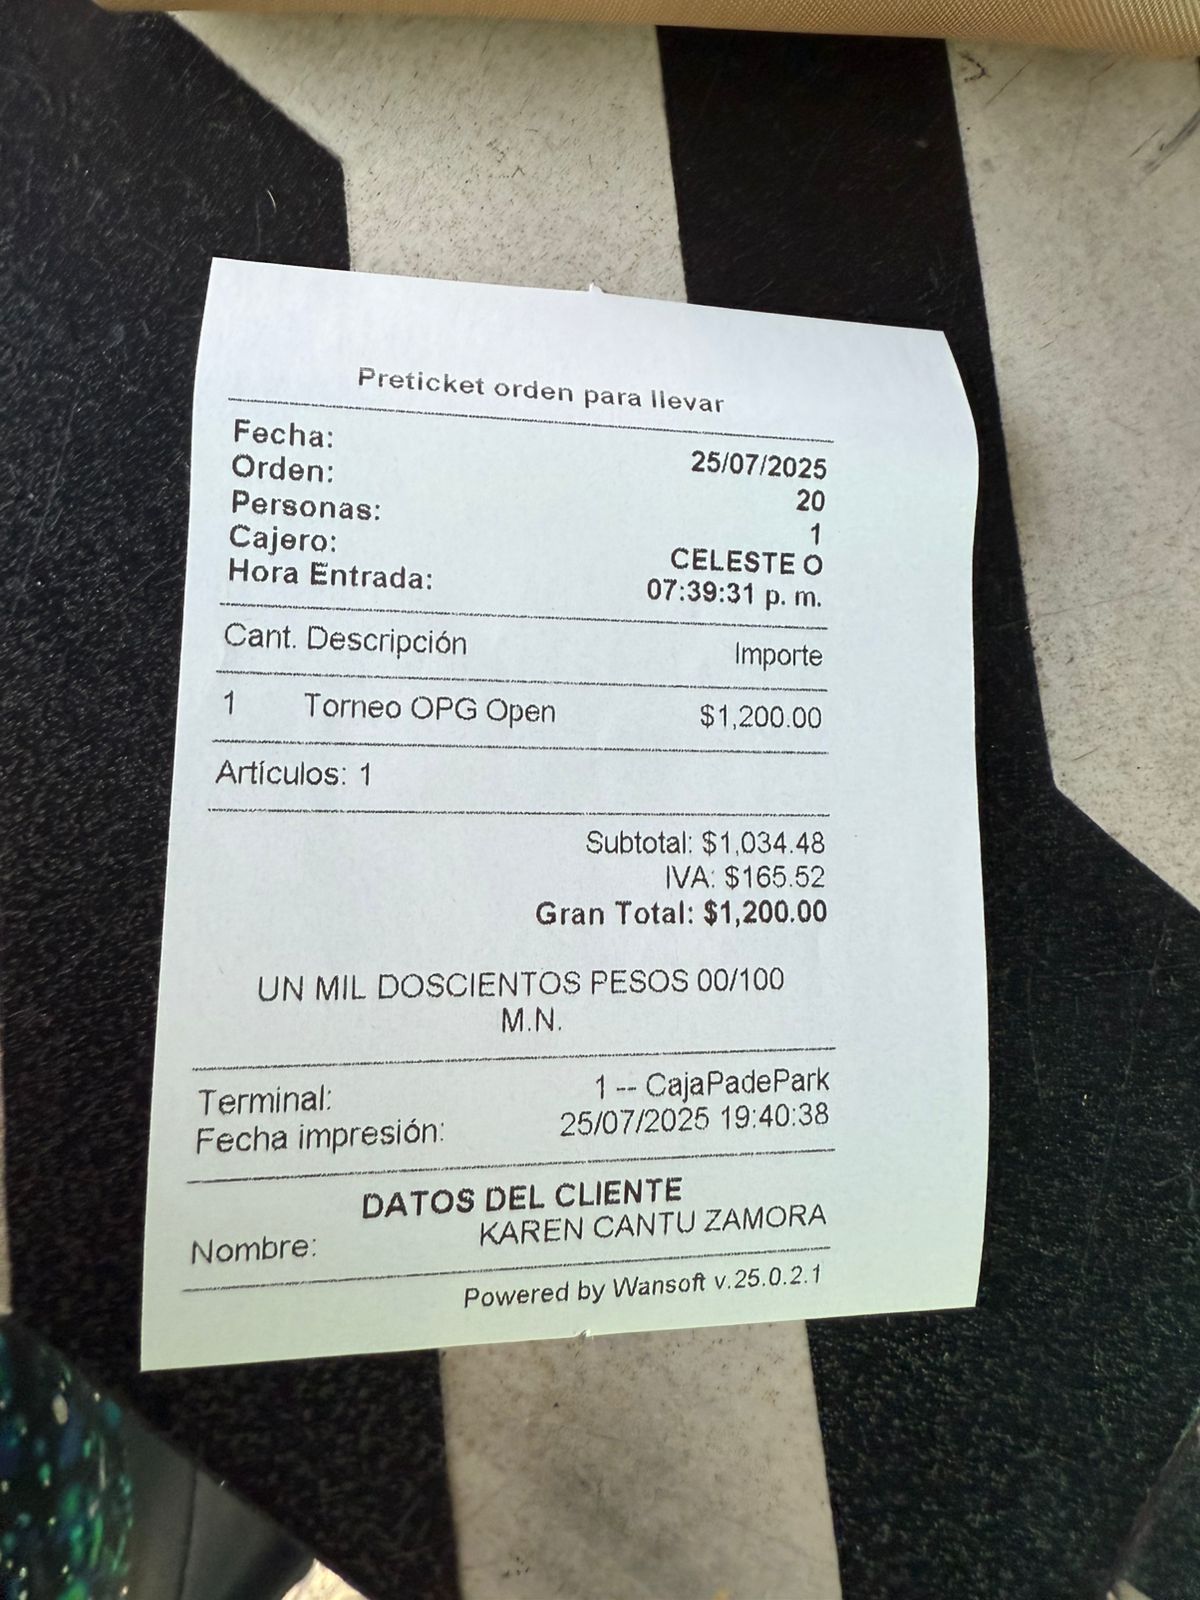 Preticket orden para llevar
Fecha: 25/07/2025
Orden: 20
Personas: 1
Cajero: CELESTE O
Hora Entrada: 07:39:31 p. m.
Cant. Descripción Importe
1 Torneo OPG Open $1,200.00
Artículos: 1
Subtotal: $1,034.48
IVA: $165.52
Gran Total: $1,200.00
UN MIL DOSCIENTOS PESOS 00/100
M.N.
Terminal: 1 -- CajaPadePark
Fecha impresión: 25/07/2025 19:40:38
DATOS DEL CLIENTE
Nombre: KAREN CANTU ZAMORA
Powered by Wansoft v.25.0.2.1